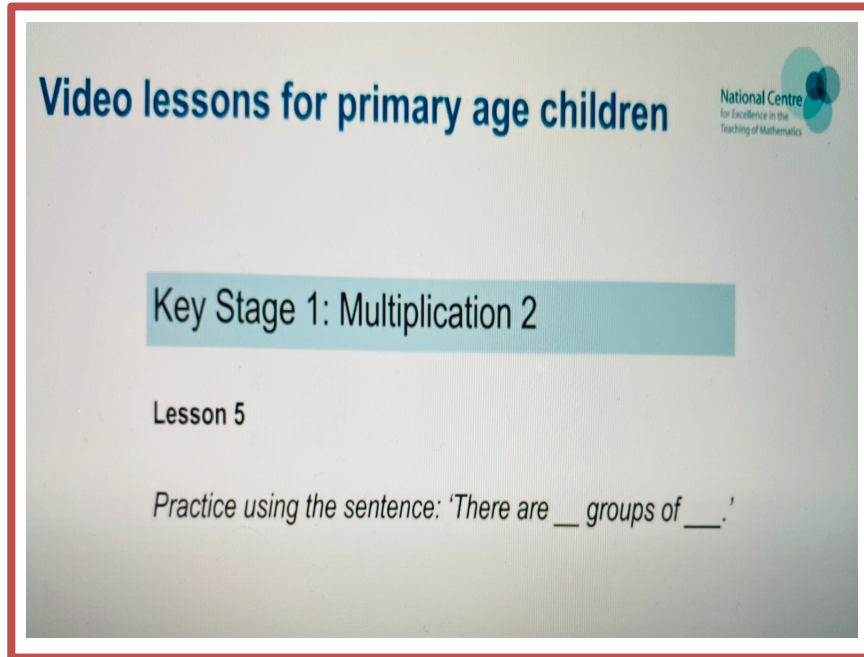 Video lessons for primary age children
National Centre
for Excellence in the
Teaching of Mathematics
Key Stage 1: Multiplication 2
Lesson 5
Practice using the sentence: ‘There are __ groups of ___.’